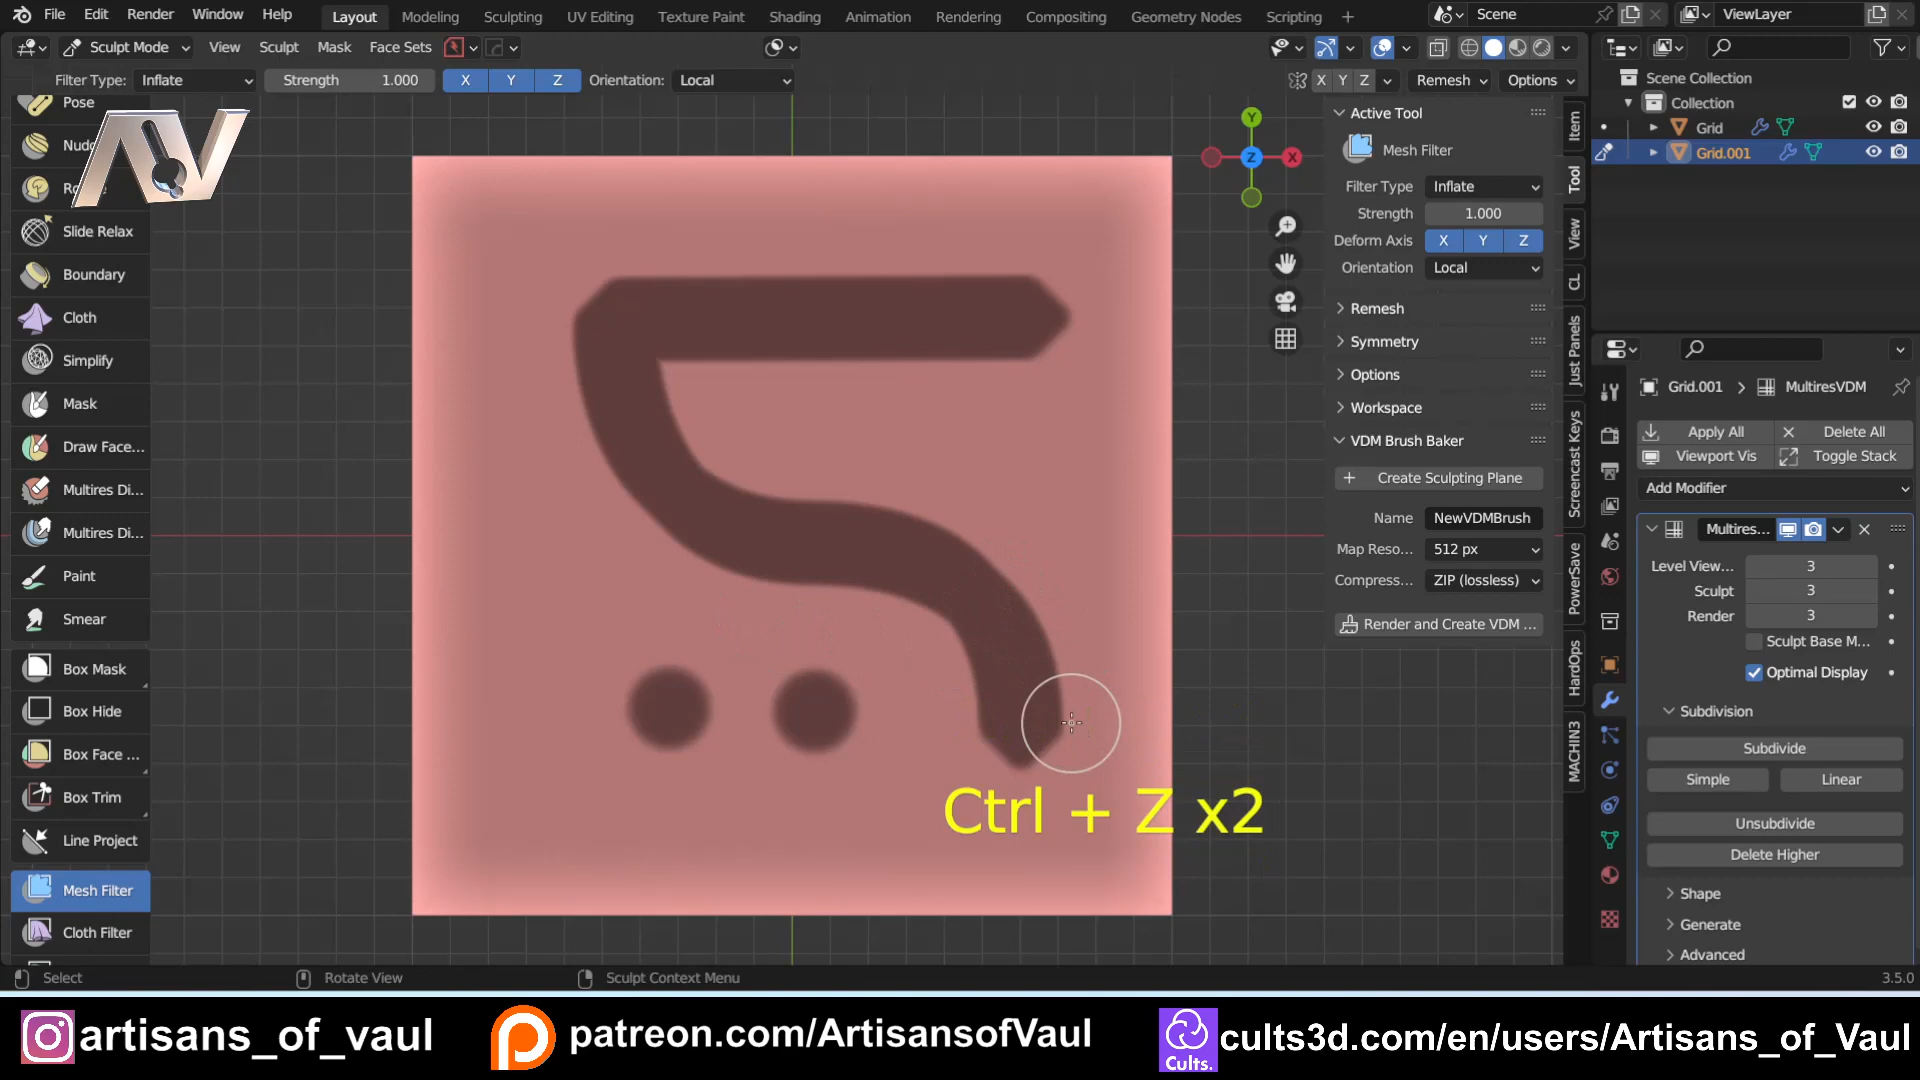 File Edit Render Window Help Layout Modeling Sculpting UV Editing Texture Paint Shading Animation Rendering Compositing Geometry Nodes Scripting + Scene ViewLayer
Sculpt Mode View Sculpt Mask Face Sets
Filter Type: Inflate Strength 1.000 X Y Z Orientation: Local X Y Z Remesh Options
Scene Collection
Collection
Grid
Grid.001
Pose
AV
Slide Relax
Boundary
Cloth
Simplify
Mask
Draw Face...
Multires Di...
Multires Di...
Paint
Smear
Box Mask
Box Hide
Box Face ...
Box Trim
Line Project
Mesh Filter
Cloth Filter
Y
Z
X
Ctrl + Z x2
Active Tool
Mesh Filter
Filter Type Inflate
Strength 1.000
Deform Axis X Y Z
Orientation Local
Remesh
Symmetry
Options
Workspace
VDM Brush Baker
Create Sculpting Plane
Name NewVDMBrush
Map Reso... 512 px
Compress... ZIP (lossless)
Render and Create VDM ...
Item
Tool
View
CL
Just Panels
Screencast Keys
PowerSave
HardOps
MACHIN3
Grid.001 MultiresVDM
Apply All Delete All
Viewport Vis Toggle Stack
Add Modifier
Multires...
Level View... 3
Sculpt 3
Render 3
Sculpt Base M...
Optimal Display
Subdivision
Subdivide
Simple Linear
Unsubdivide
Delete Higher
Shape
Generate
Advanced
Select Rotate View Sculpt Context Menu 3.5.0
artisans_of_vaul patreon.com/ArtisansofVaul Cults. cults3d.com/en/users/Artisans_of_Vaul